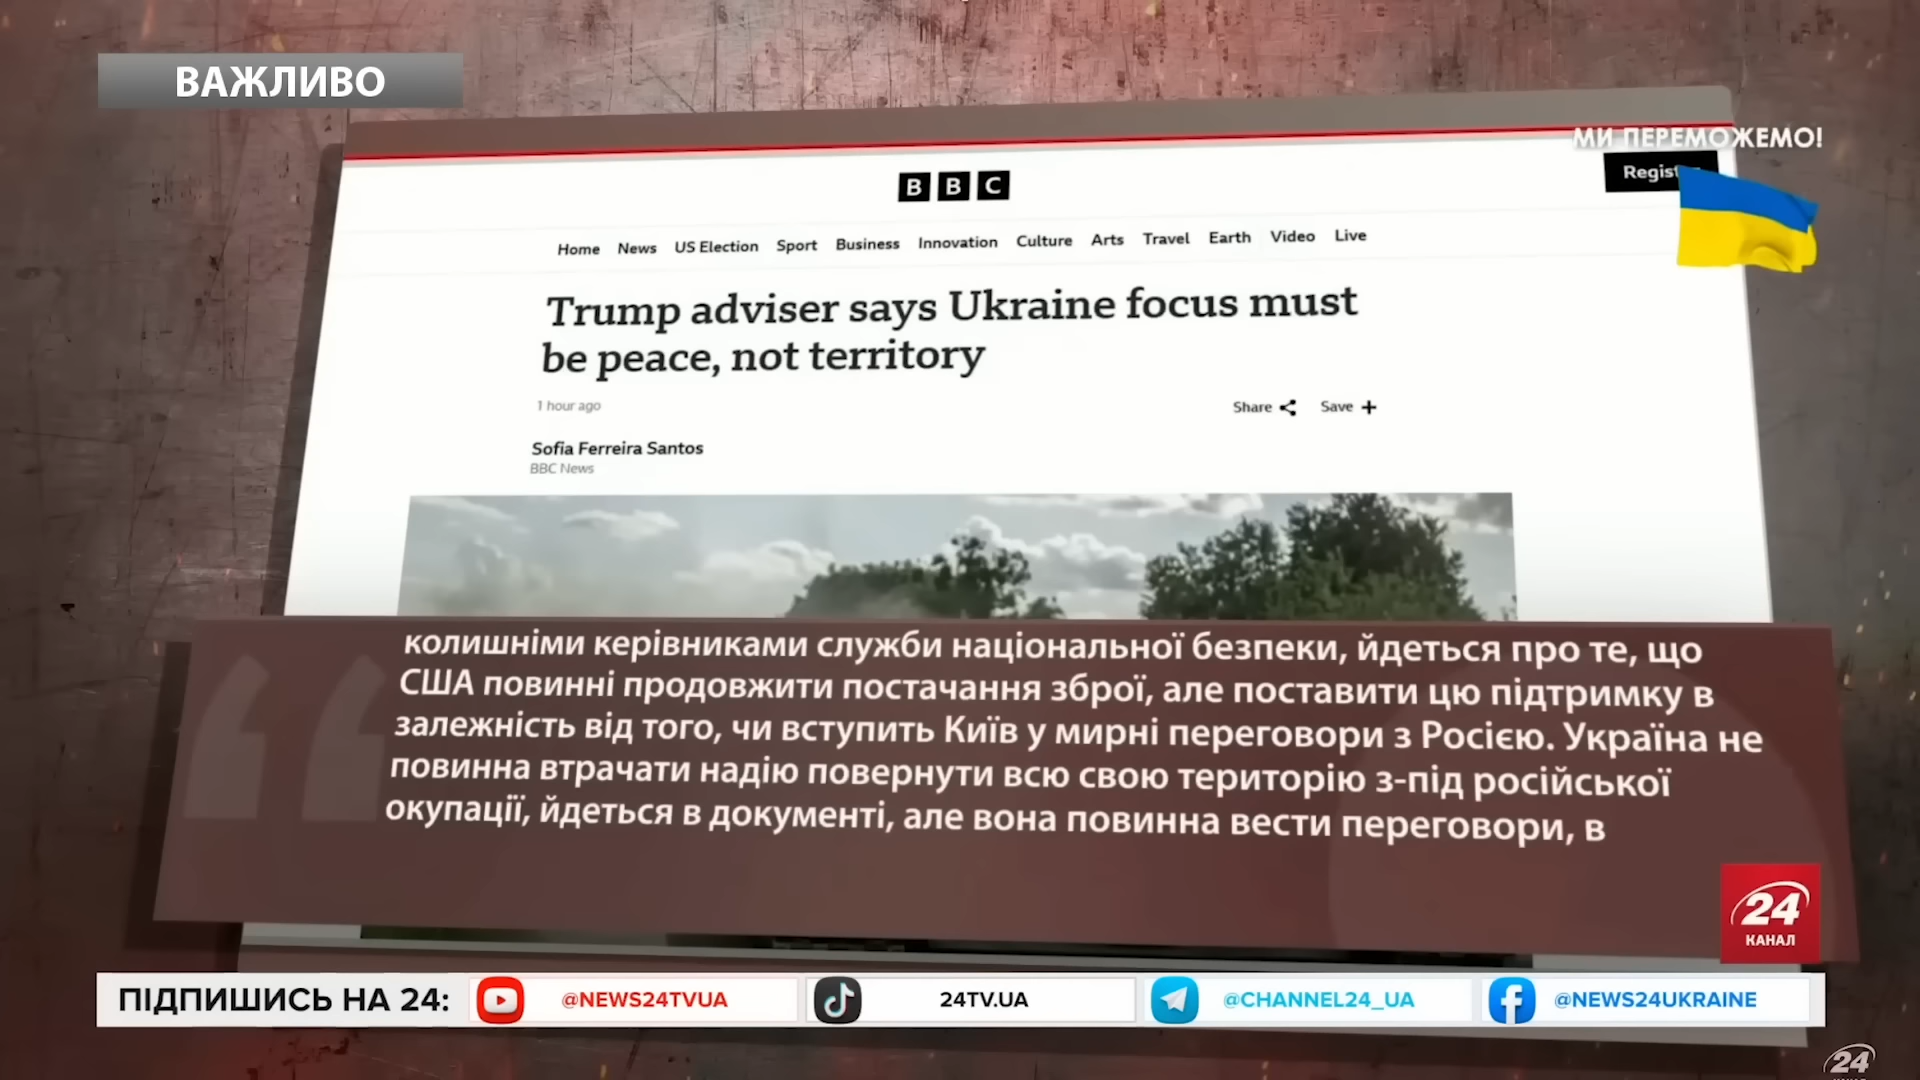 ВАЖЛИВО
МИ ПЕРЕМОЖЕМО!
BBC
Home News US Election Sport Business Innovation Culture Arts Travel Earth Video Live
Trump adviser says Ukraine focus must
be peace, not territory
1 hour ago
Share Save
Sofia Ferreira Santos
BBC News
колишніми керівниками служби національної безпеки, йдеться про те, що
США повинні продовжити постачання зброї, але поставити цю підтримку в
залежність від того, чи вступить Київ у мирні переговори з Росією. Україна не
повинна втрачати надію повернути всю свою територію з-під російської
окупації, йдеться в документі, але вона повинна вести переговори, в
24
КАНАЛ
ПІДПИШИСЬ НА 24: @NEWS24TVUA 24TV.UA @CHANNEL24_UA @NEWS24UKRAINE
24